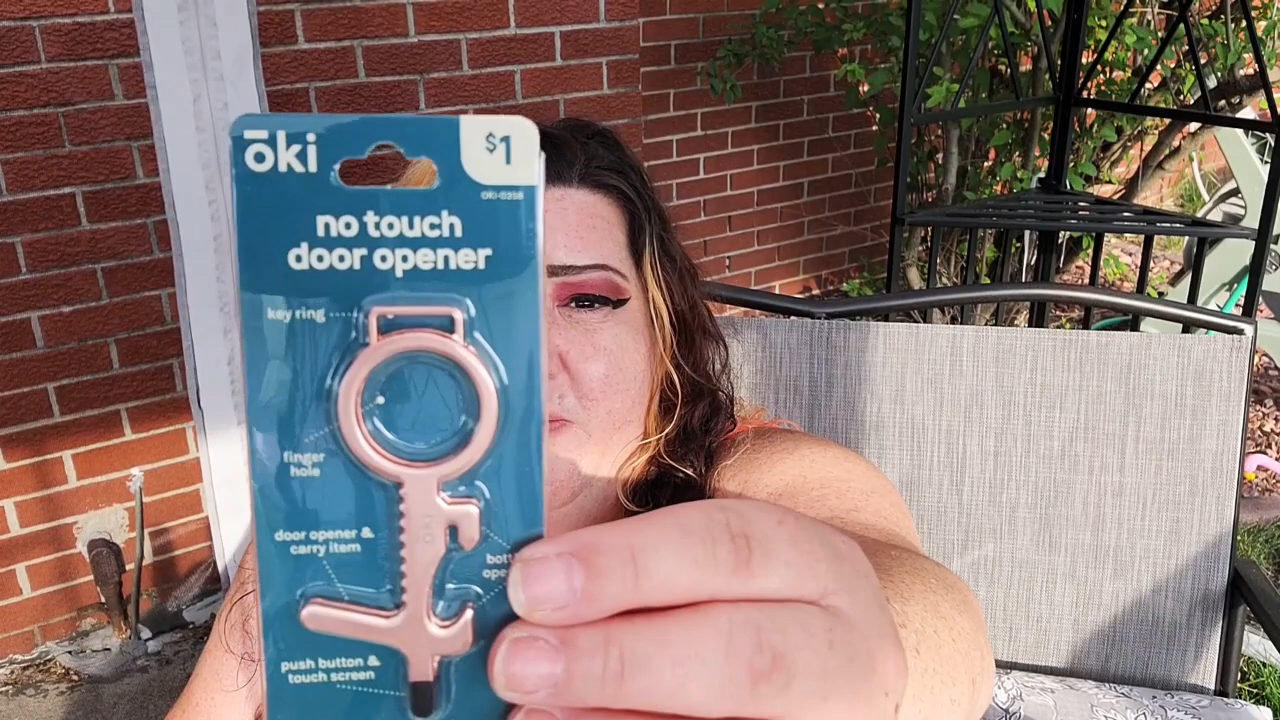 ōki
$1
OKI-0358
no touch
door opener
key ring
finger
hole
door opener &
carry item
push button &
touch screen